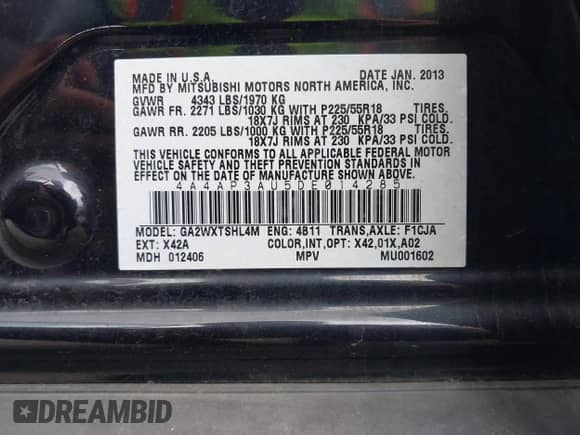 MADE IN U.S.A. DATE JAN. 2013
MFD BY MITSUBISHI MOTORS NORTH AMERICA, INC.
GVWR 4343 LBS/1970 KG
GAWR FR. 2271 LBS/1030 KG WITH P225/55R18 TIRES,
18X7J RIMS AT 230 KPA/33 PSI COLD.
GAWR RR. 2205 LBS/1000 KG WITH P225/55R18 TIRES,
18X7J RIMS AT 230 KPA/33 PSI COLD.
THIS VEHICLE CONFORMS TO ALL APPLICABLE FEDERAL MOTOR
VEHICLE SAFETY AND THEFT PREVENTION STANDARDS IN
EFFECT ON THE DATE OF MANUFACTURE SHOWN ABOVE.
4A4AP3AU5DE014285
MODEL: GA2WXTSHL4M ENG: 4B11 TRANS,AXLE: F1CJA
EXT: X42A COLOR,INT,OPT: X42,01X,A02
MDH 012406 MPV MU001602
DREAMBID